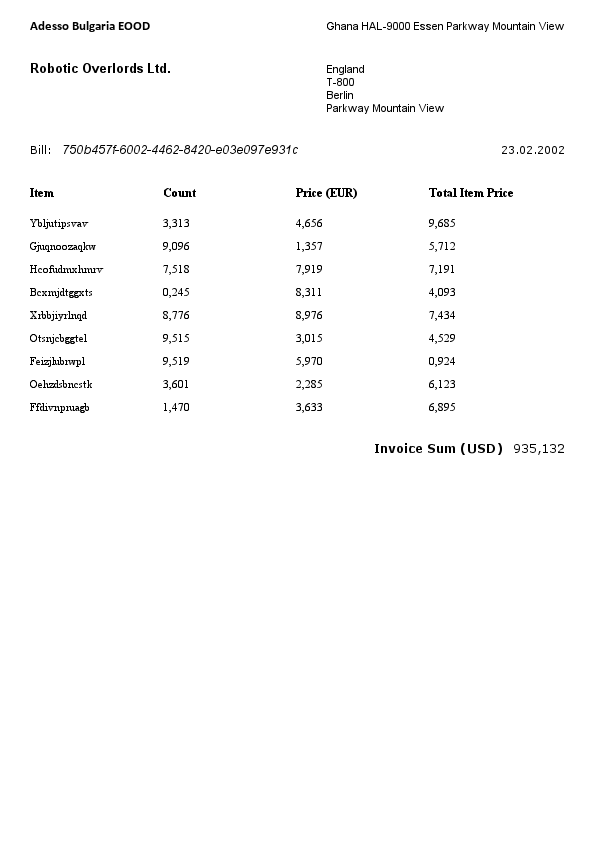 Adesso Bulgaria EOOD Ghana HAL-9000 Essen Parkway Mountain View
Robotic Overlords Ltd. England
T-800
Berlin
Parkway Mountain View
Bill: 750b457f-6002-4462-8420-e03e097e931c 23.02.2002
Item Count Price (EUR) Total Item Price
Ybljutipsvav 3,313 4,656 9,685
Gjuqnoozaqkw 9,096 1,357 5,712
Hcofudmxhmrv 7,518 7,919 7,191
Bcxmjdtggxts 0,245 8,311 4,093
Xrbbjiyrlnqd 8,776 8,976 7,434
Otsnjcbggtel 9,515 3,015 4,529
Feizjlubrwpl 9,519 5,970 0,924
Oehzdsbncstk 3,601 2,285 6,123
Ffdivnpruagb 1,470 3,633 6,895
Invoice Sum (USD) 935,132